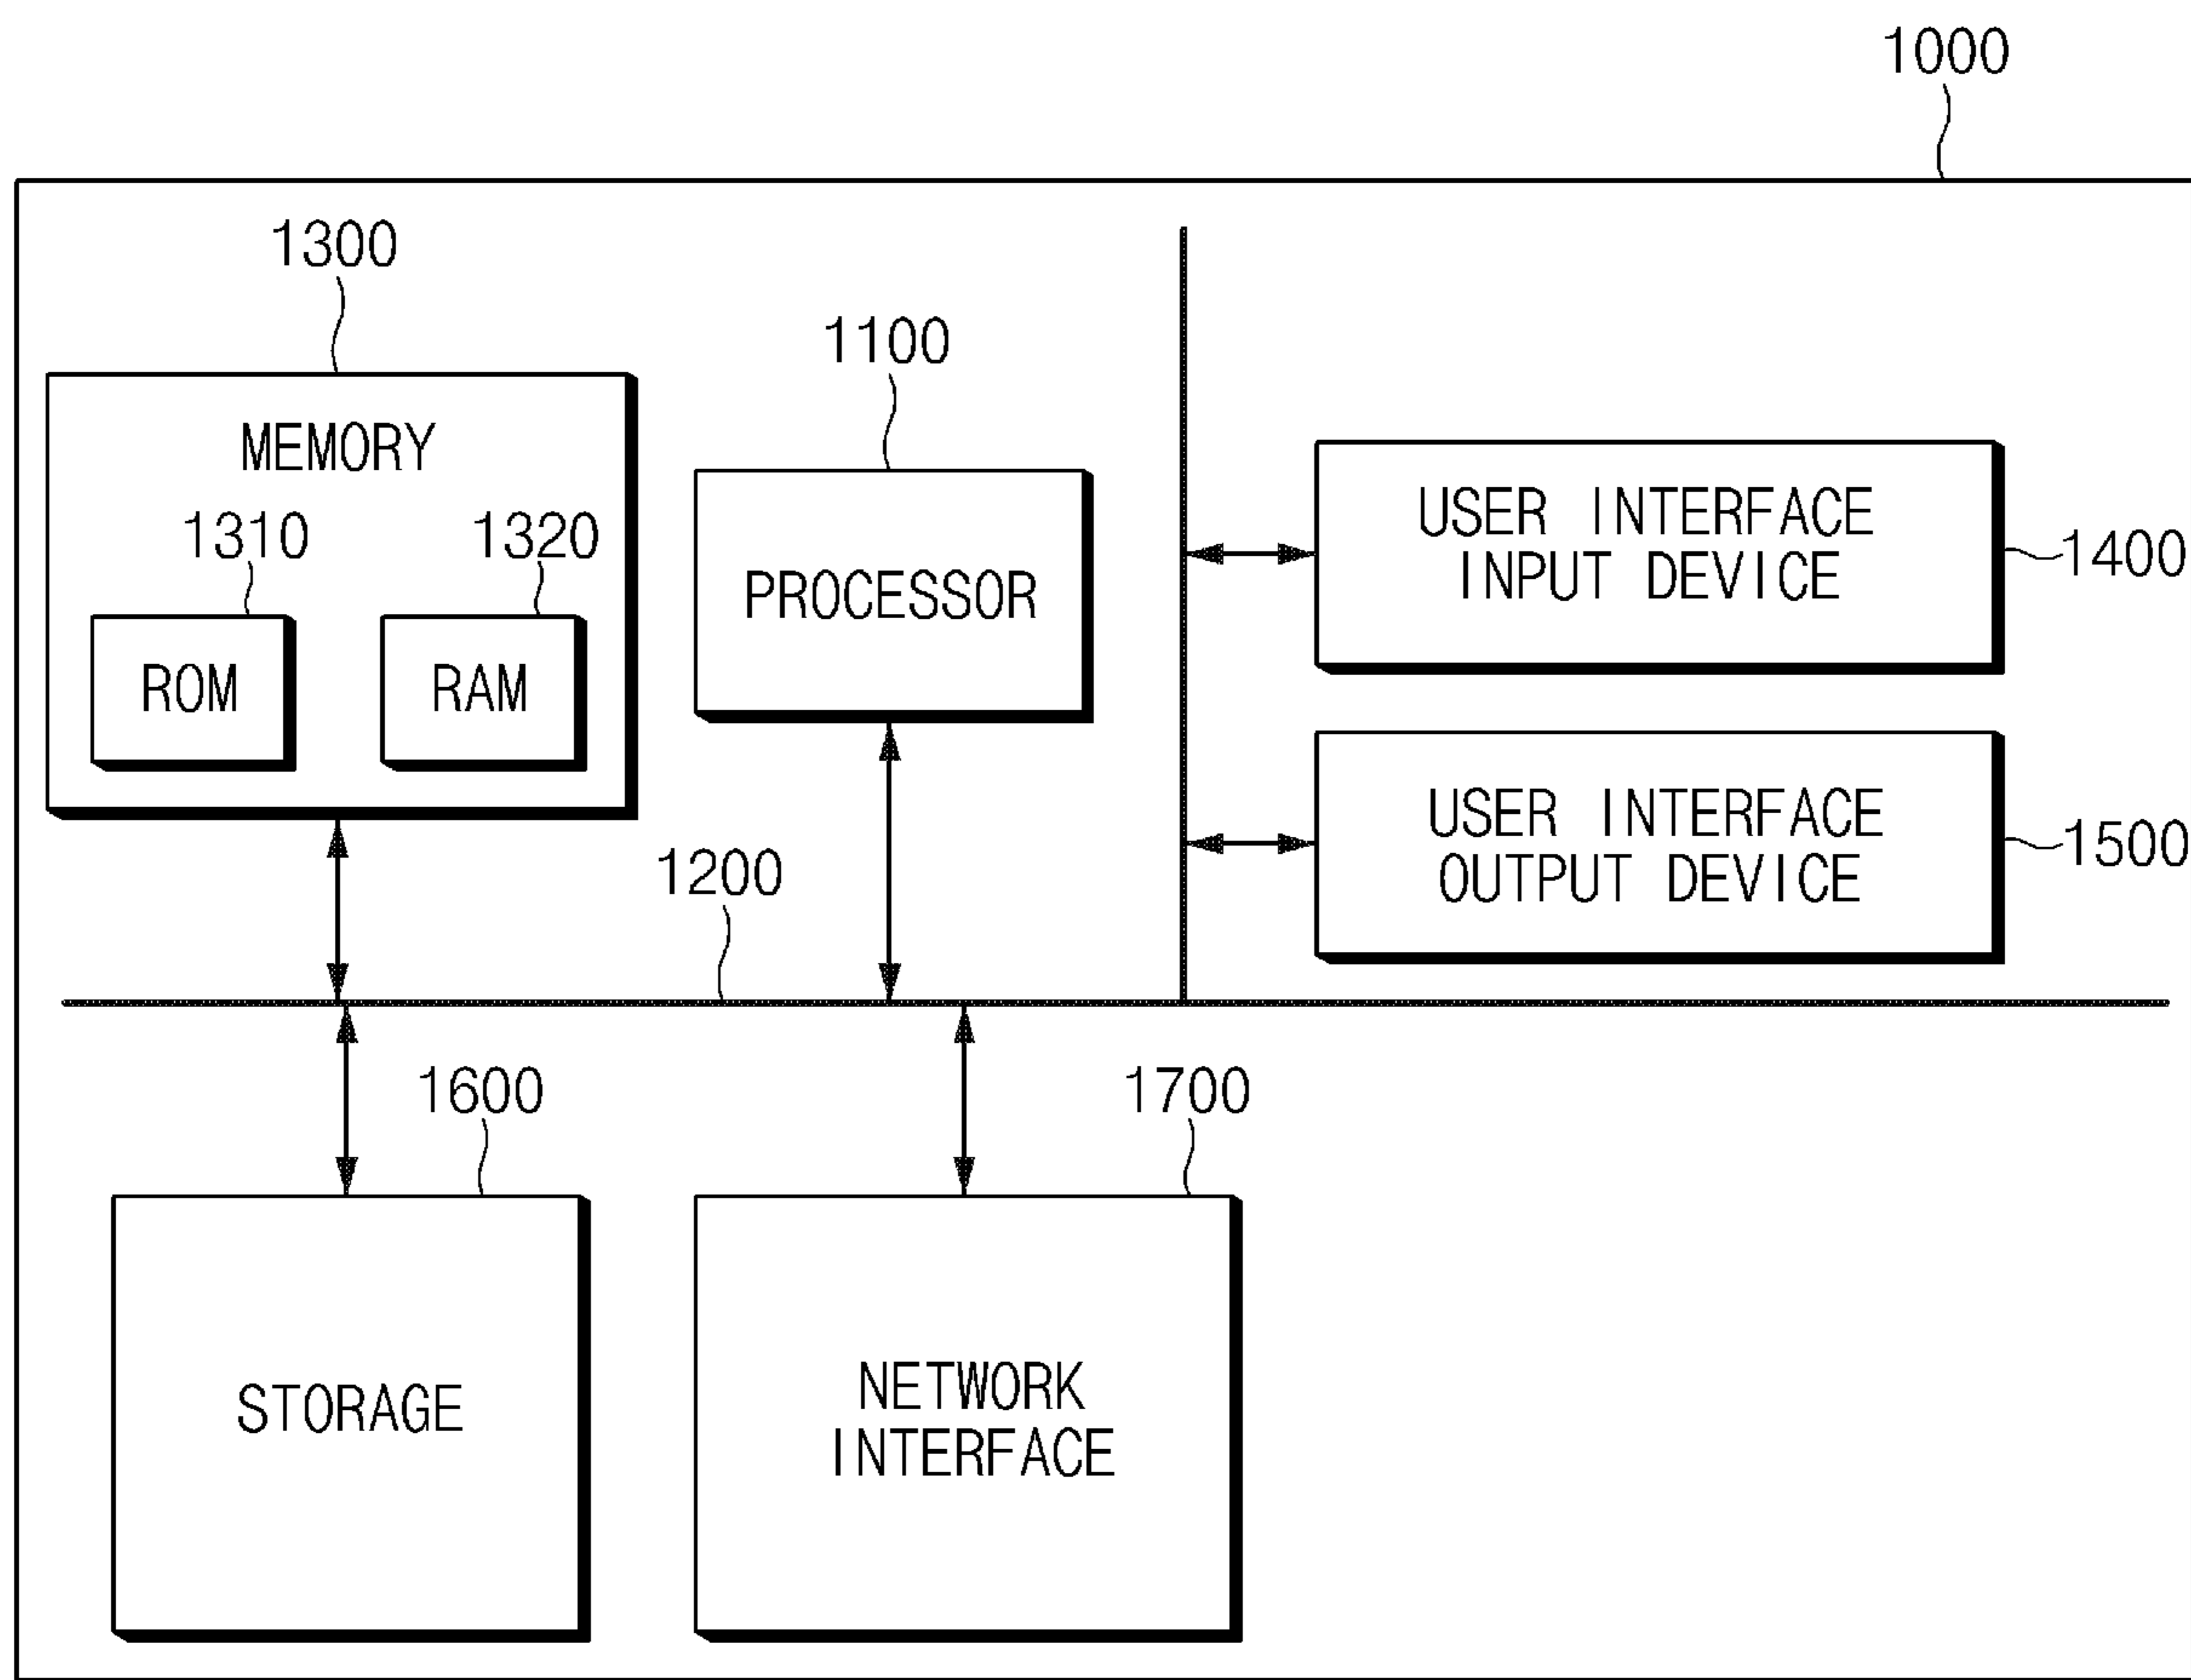 1000
1300
1100
MEMORY
1310
1320
ROM
RAM
PROCESSOR
USER INTERFACE
INPUT DEVICE
1400
USER INTERFACE
OUTPUT DEVICE
1500
1200
1600
1700
STORAGE
NETWORK
INTERFACE